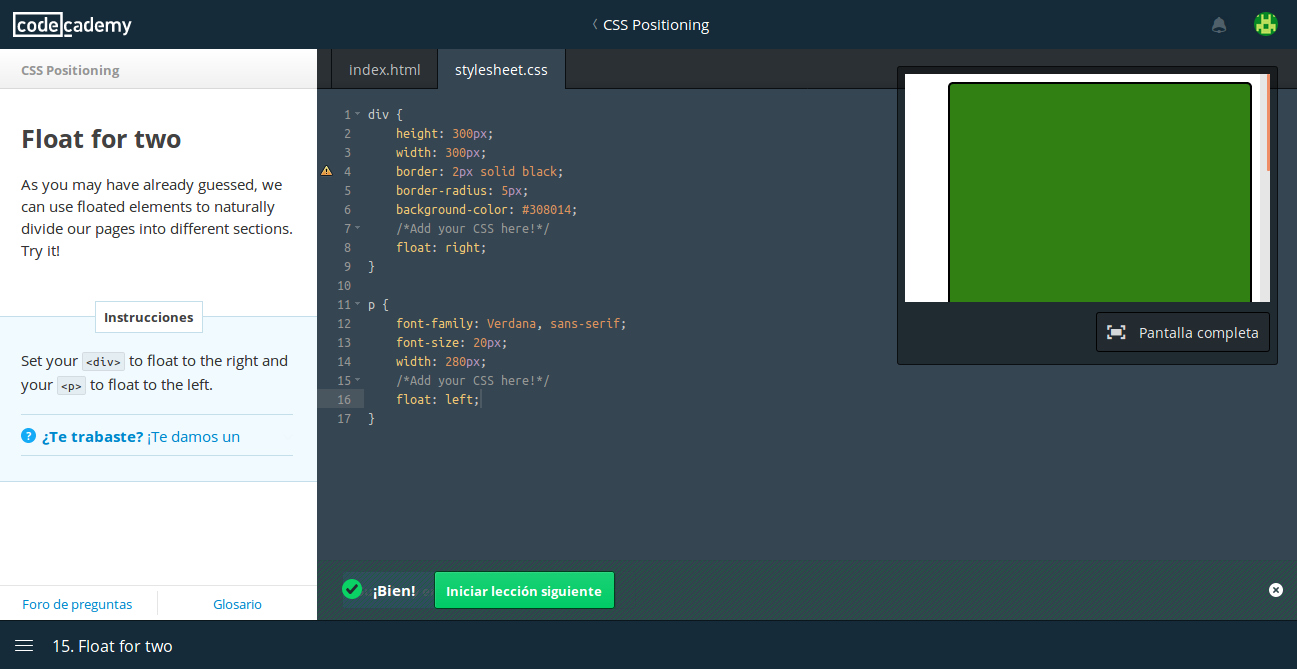 codecademy
CSS Positioning
CSS Positioning
index.html
stylesheet.css
Float for two
As you may have already guessed, we
can use floated elements to naturally
divide our pages into different sections.
Try it!
Instrucciones
Set your <div> to float to the right and
your <p> to float to the left.
? ¿Te trabaste? ¡Te damos un
Foro de preguntas
Glosario
1 div {
2 height: 300px;
3 width: 300px;
4 border: 2px solid black;
5 border-radius: 5px;
6 background-color: #308014;
7 /*Add your CSS here!*/
8 float: right;
9 }
10
11 p {
12 font-family: Verdana, sans-serif;
13 font-size: 20px;
14 width: 280px;
15 /*Add your CSS here!*/
16 float: left;
17 }
Pantalla completa
¡Bien!
Iniciar lección siguiente
15. Float for two